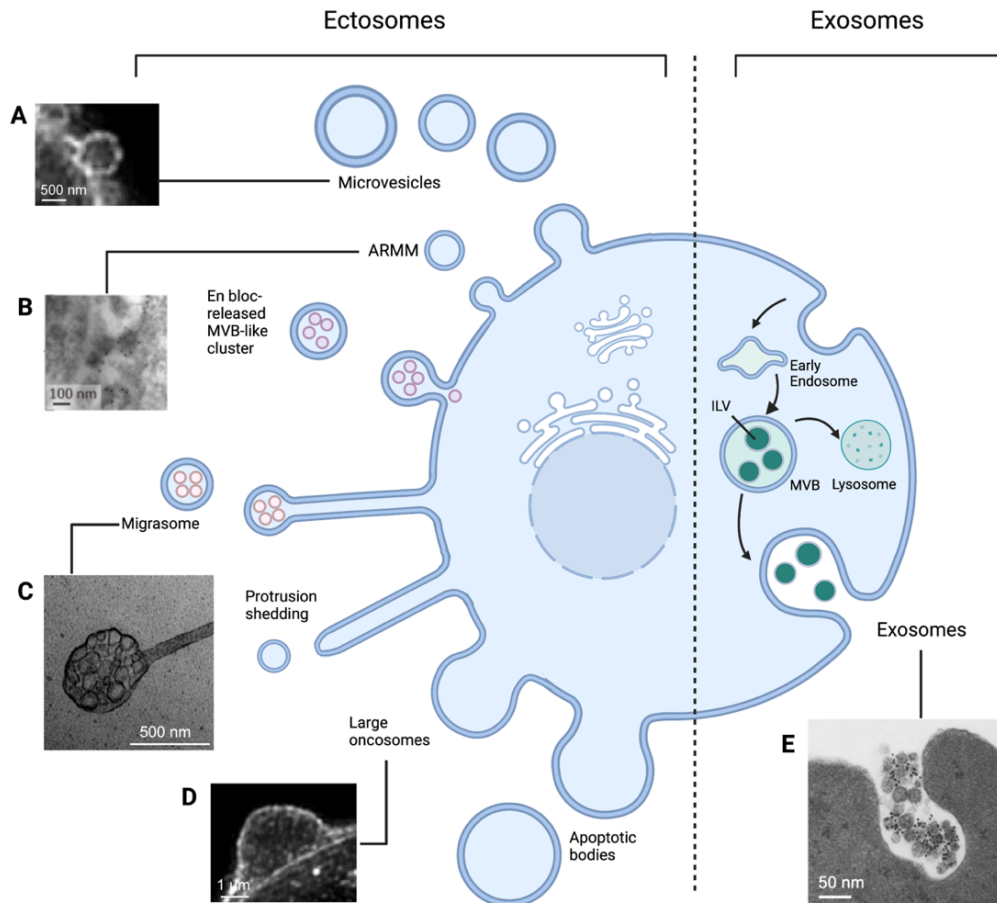 Ectosomes
Exosomes
A
500 nm
Microvesicles
ARMM
B
100 nm
En bloc-
released
MVB-like
cluster
Early
Endosome
ILV
MVB
Lysosome
Migrasome
C
500 nm
Protrusion
shedding
Exosomes
Large
oncosomes
D
1 µm
Apoptotic
bodies
E
50 nm